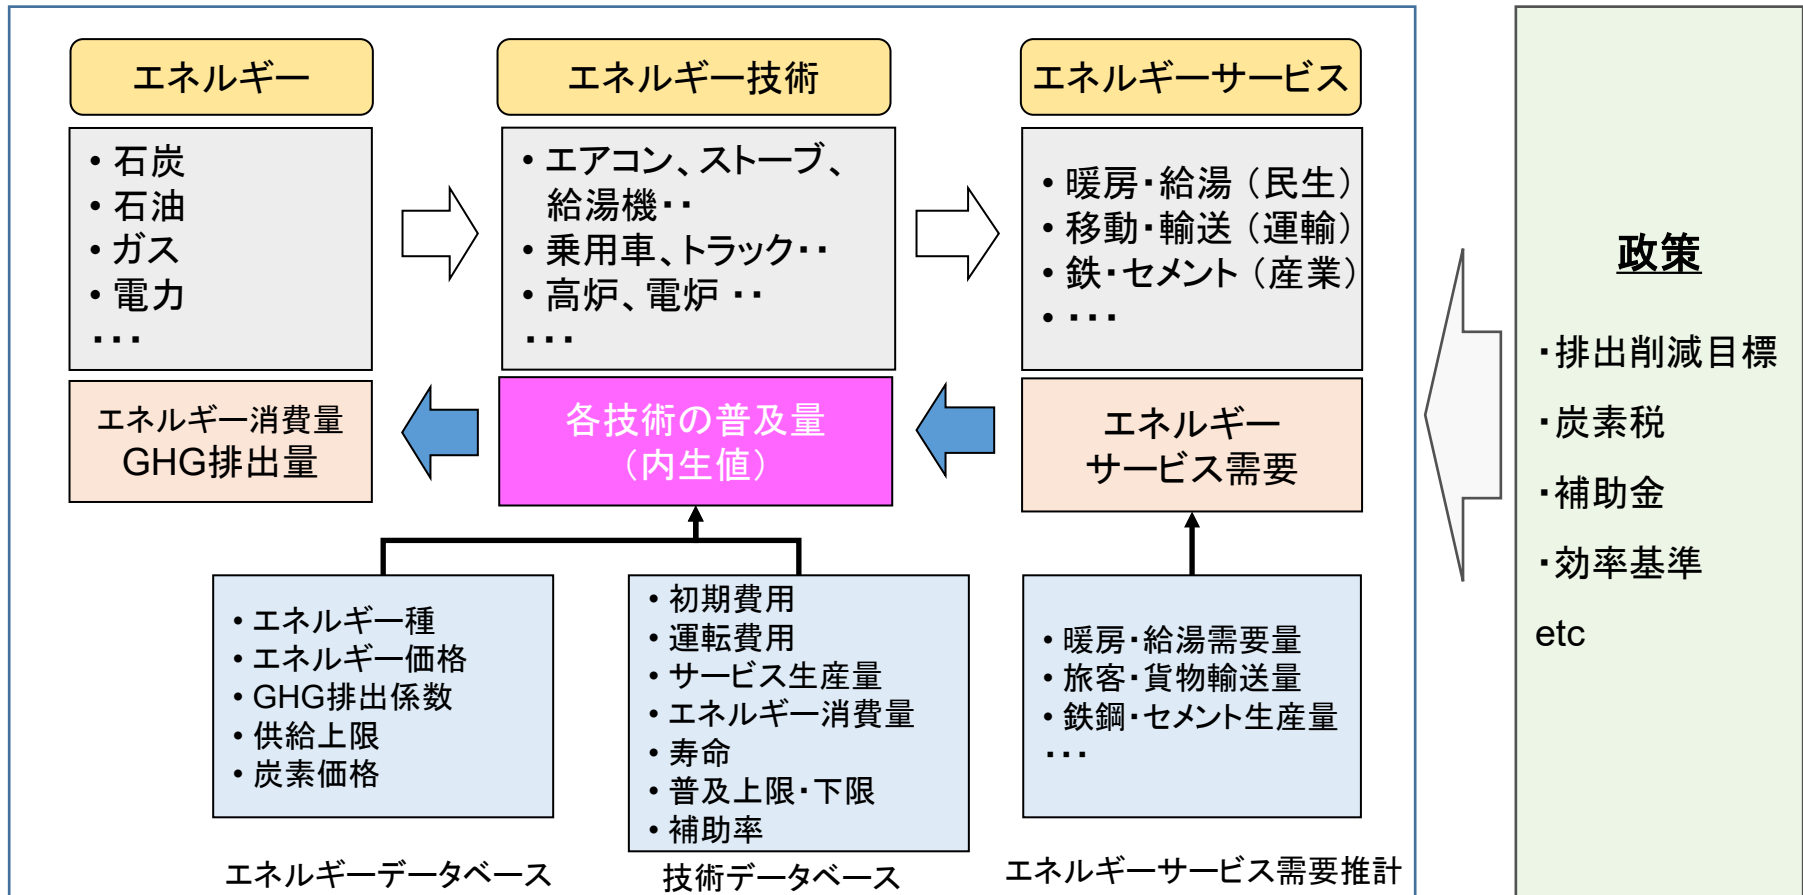 エネルギー
・石炭
・石油
・ガス
・電力
・・・
エネルギー消費量
GHG排出量
エネルギー技術
・エアコン、ストーブ、
給湯機・・
・乗用車、トラック・・
・高炉、電炉 ・・
・・・
各技術の普及量
（内生値）
エネルギーサービス
・暖房・給湯（民生）
・移動・輸送（運輸）
・鉄・セメント（産業）
・・・・
エネルギー
サービス需要
・エネルギー種
・エネルギー価格
・GHG排出係数
・供給上限
・炭素価格
エネルギーデータベース
・初期費用
・運転費用
・サービス生産量
・エネルギー消費量
・寿命
・普及上限・下限
・補助率
技術データベース
・暖房・給湯需要量
・旅客・貨物輸送量
・鉄鋼・セメント生産量
・・・
エネルギーサービス需要推計
政策
・排出削減目標
・炭素税
・補助金
・効率基準
etc